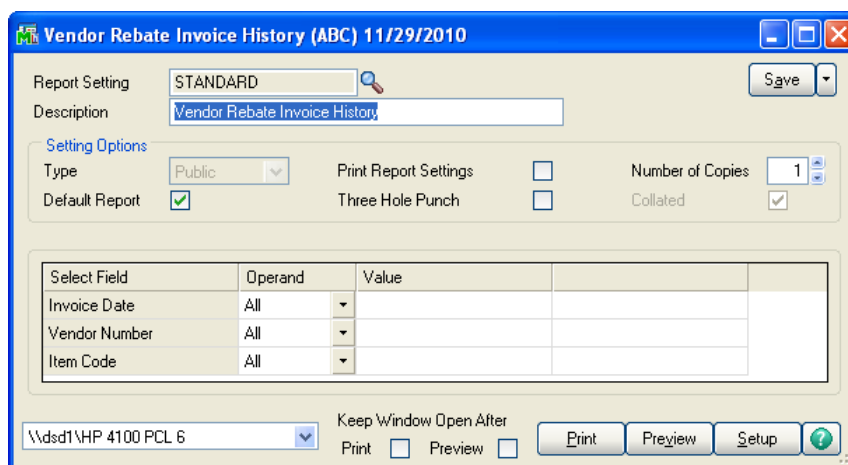 Vendor Rebate Invoice History (ABC) 11/29/2010
Report Setting STANDARD Save
Description Vendor Rebate Invoice History
Setting Options
Type Public Print Report Settings Number of Copies 1
Default Report Three Hole Punch Collated
Select Field Operand Value
Invoice Date All
Vendor Number All
Item Code All
Keep Window Open After
\\dsd1\HP 4100 PCL 6 Print Preview Print Preview Setup ?